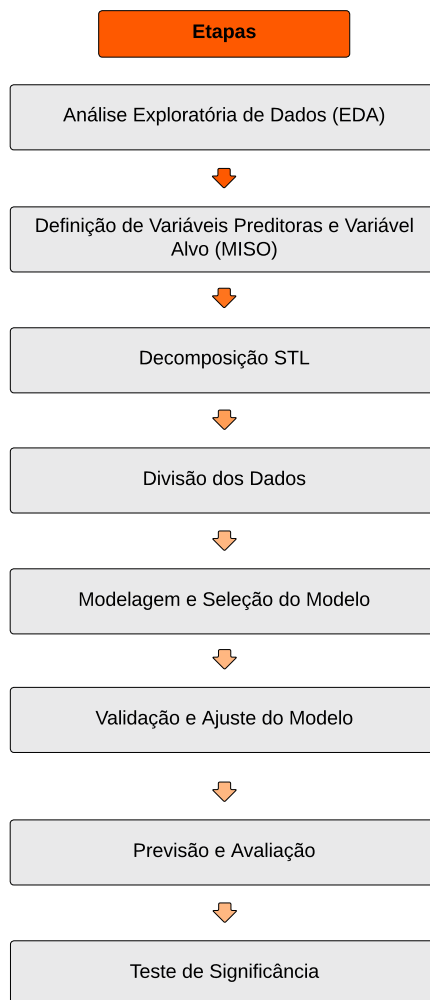 Etapas
Análise Exploratória de Dados (EDA)
Definição de Variáveis Preditoras e Variável
Alvo (MISO)
Decomposição STL
Divisão dos Dados
Modelagem e Seleção do Modelo
Validação e Ajuste do Modelo
Previsão e Avaliação
Teste de Significância